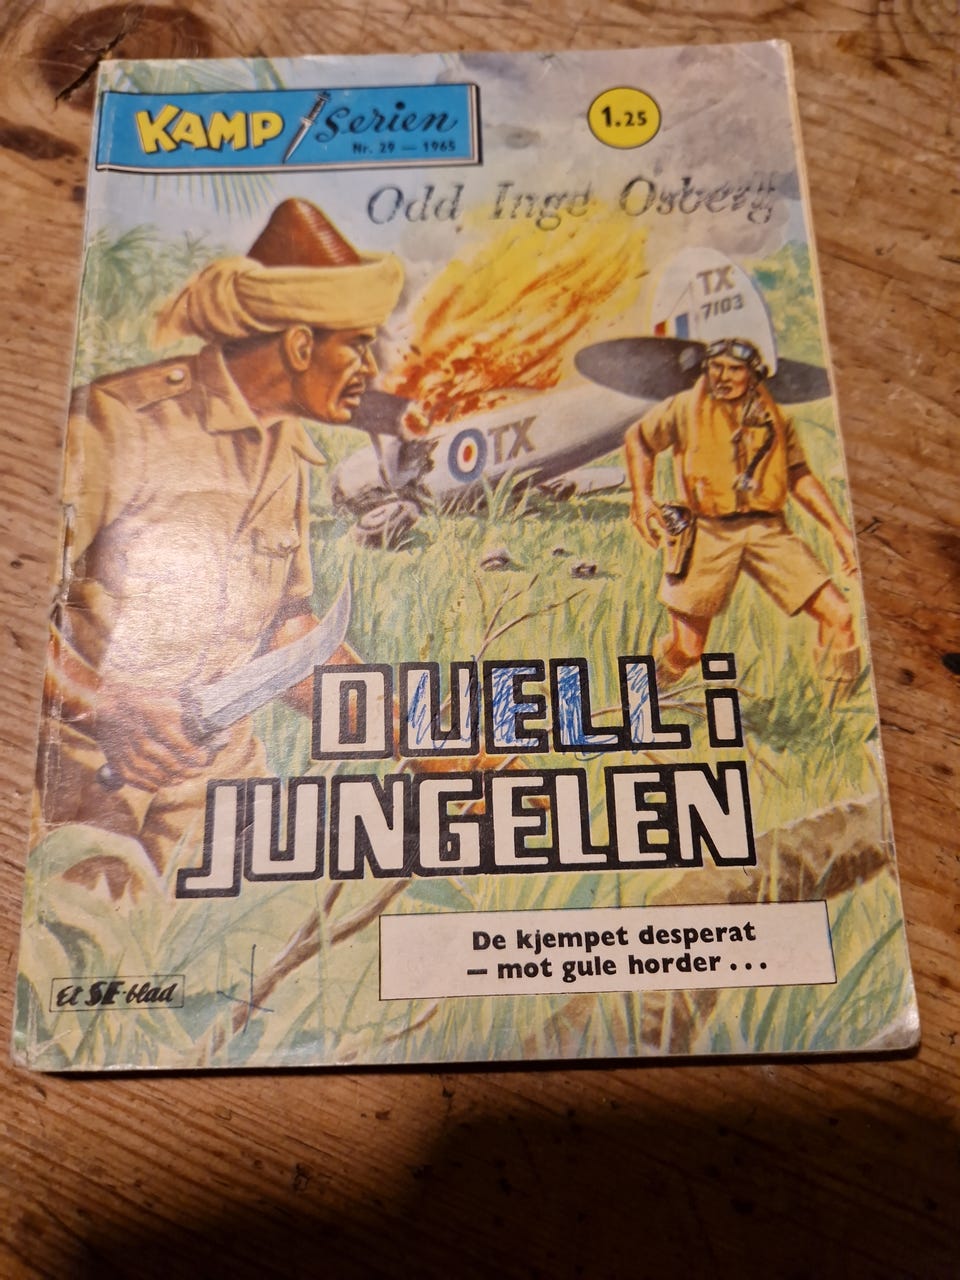 KAMP Serien
Nr. 29 — 1965
1.25
Odd Inge Osberg
TX
7103
TX
DUELL i
JUNGELEN
De kjempet desperat
— mot gule horder . . .
Et SE-blad